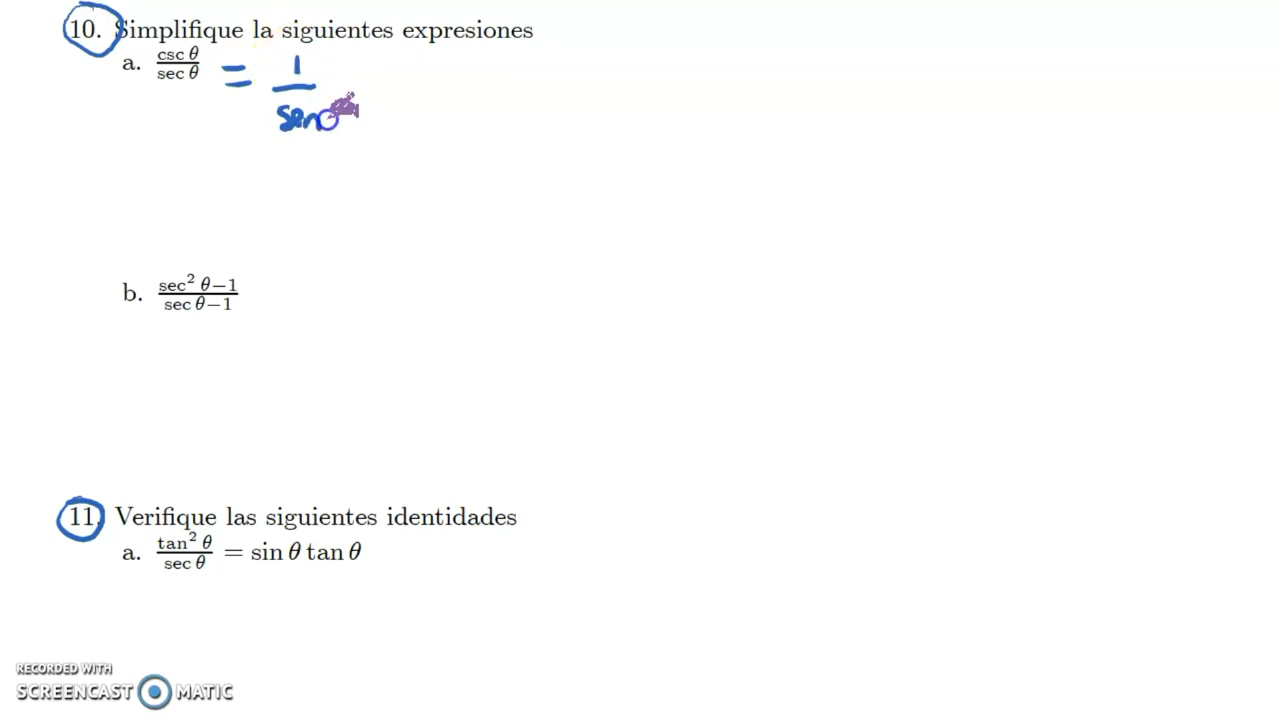 10. Simplifique la siguientes expresiones
a. csc θ / sec θ = 1 / sen
b. sec² θ−1 / sec θ−1
11. Verifique las siguientes identidades
a. tan² θ / sec θ = sin θ tan θ
RECORDED WITH
SCREENCAST MATIC